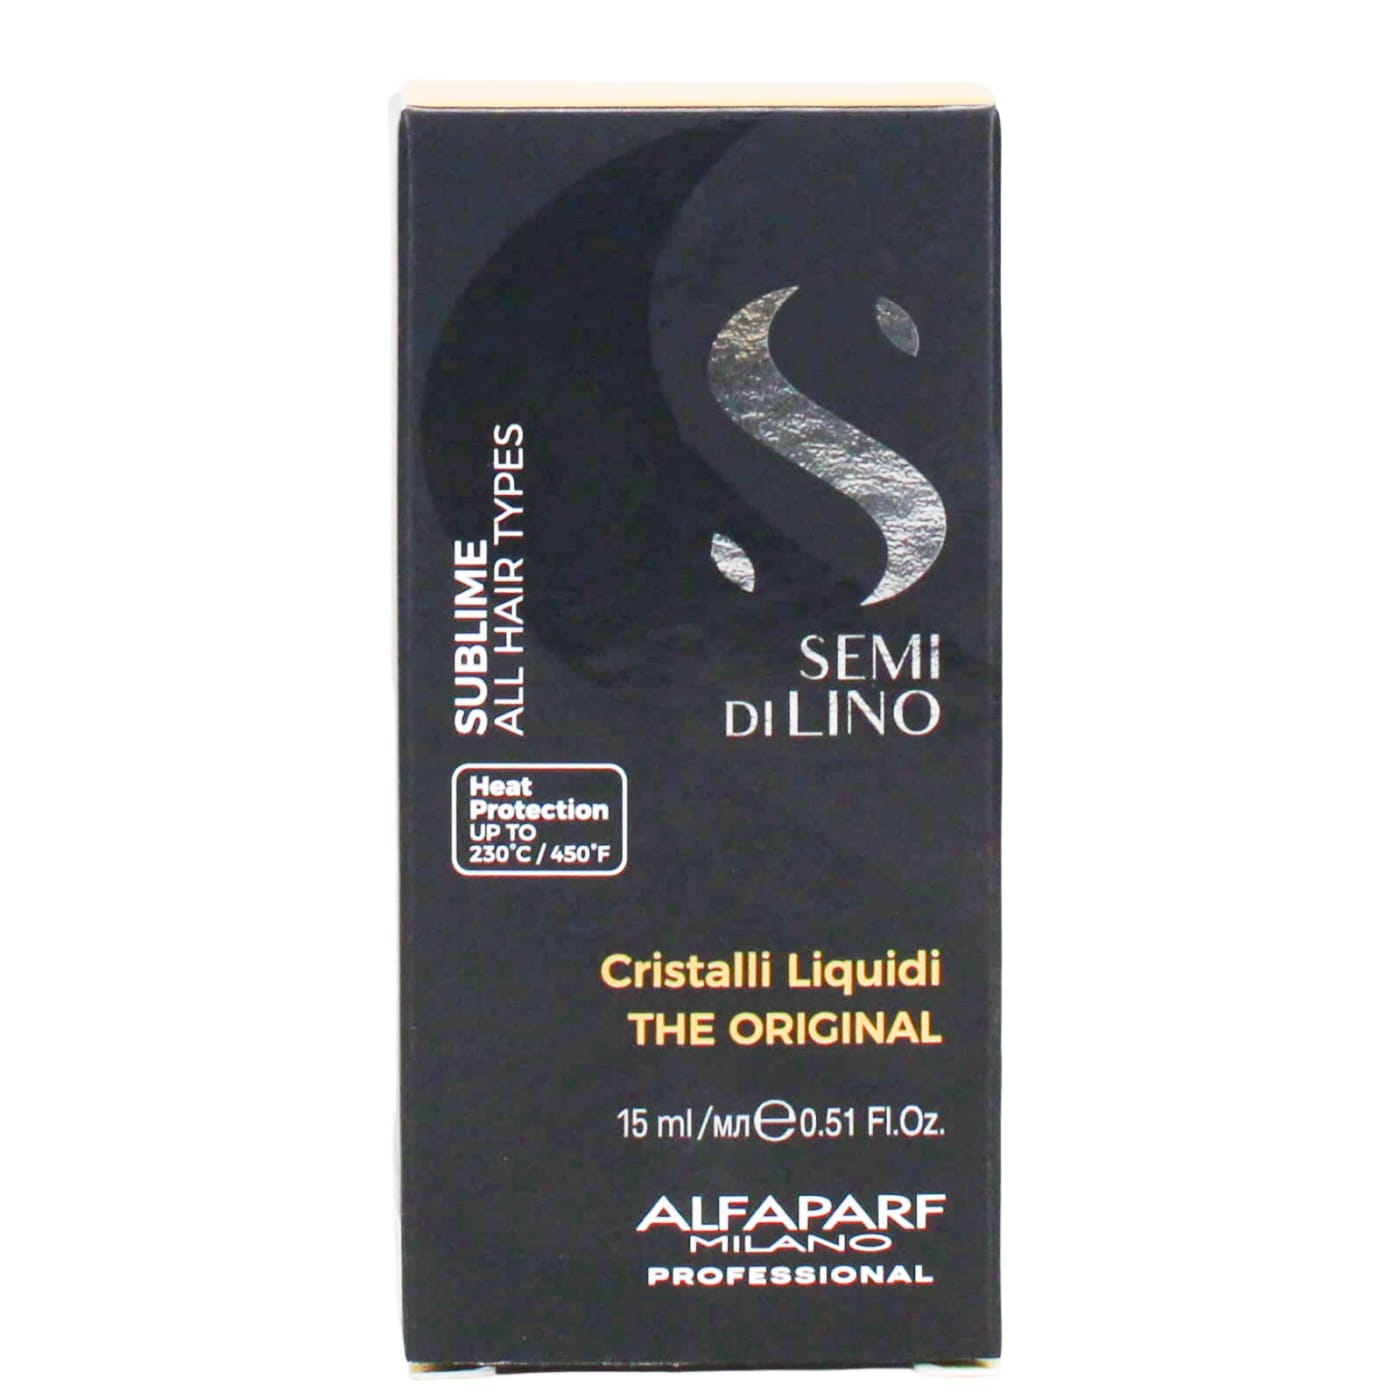 SUBLIME
ALL HAIR TYPES
SEMI
DI LINO
Heat
Protection
UP TO
230°C / 450°F
Cristalli Liquidi
THE ORIGINAL
15 ml /мл℮0.51 Fl.Oz.
ALFAPARF
MILANO
PROFESSIONAL